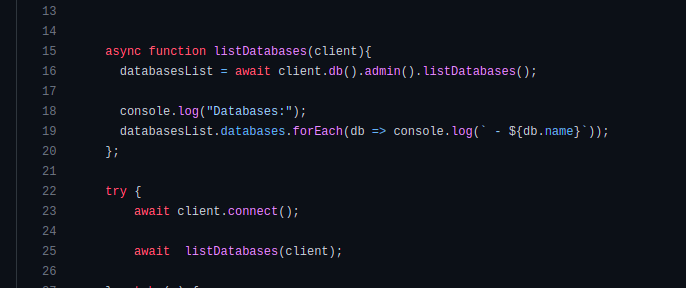 13
14
15 async function listDatabases(client){
16 databasesList = await client.db().admin().listDatabases();
17
18 console.log("Databases:");
19 databasesList.databases.forEach(db => console.log(` - ${db.name}`));
20 };
21
22 try {
23 await client.connect();
24
25 await  listDatabases(client);
26